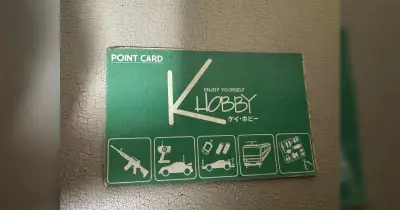 POINT CARD
ENJOY YOURSELF
K HOBBY
ケイ・ホビー